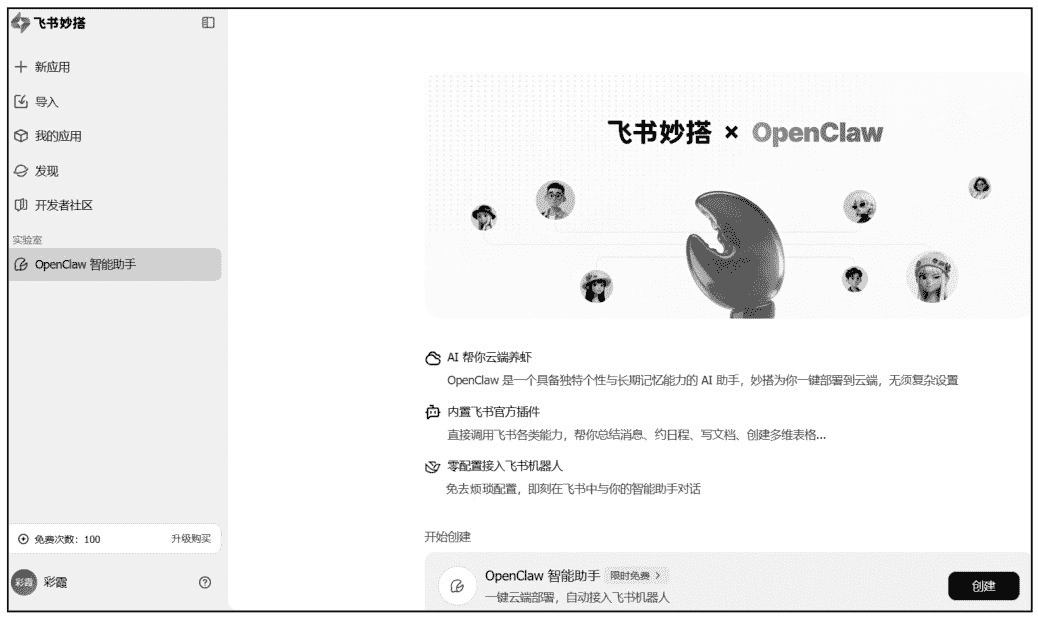 飞书妙搭
新应用
导入
我的应用
发现
开发者社区
实验室
OpenClaw 智能助手
免费次数：100 升级购买
彩霞 彩霞
飞书妙搭 × OpenClaw
AI 帮你云端养虾
OpenClaw 是一个具备独特个性与长期记忆能力的 AI 助手，妙搭为你一键部署到云端，无须复杂设置
内置飞书官方插件
直接调用飞书各类能力，帮你总结消息、约日程、写文档、创建多维表格...
零配置接入飞书机器人
免去烦琐配置，即刻在飞书中与你的智能助手对话
开始创建
OpenClaw 智能助手 限时免费 >
一键云端部署，自动接入飞书机器人
创建